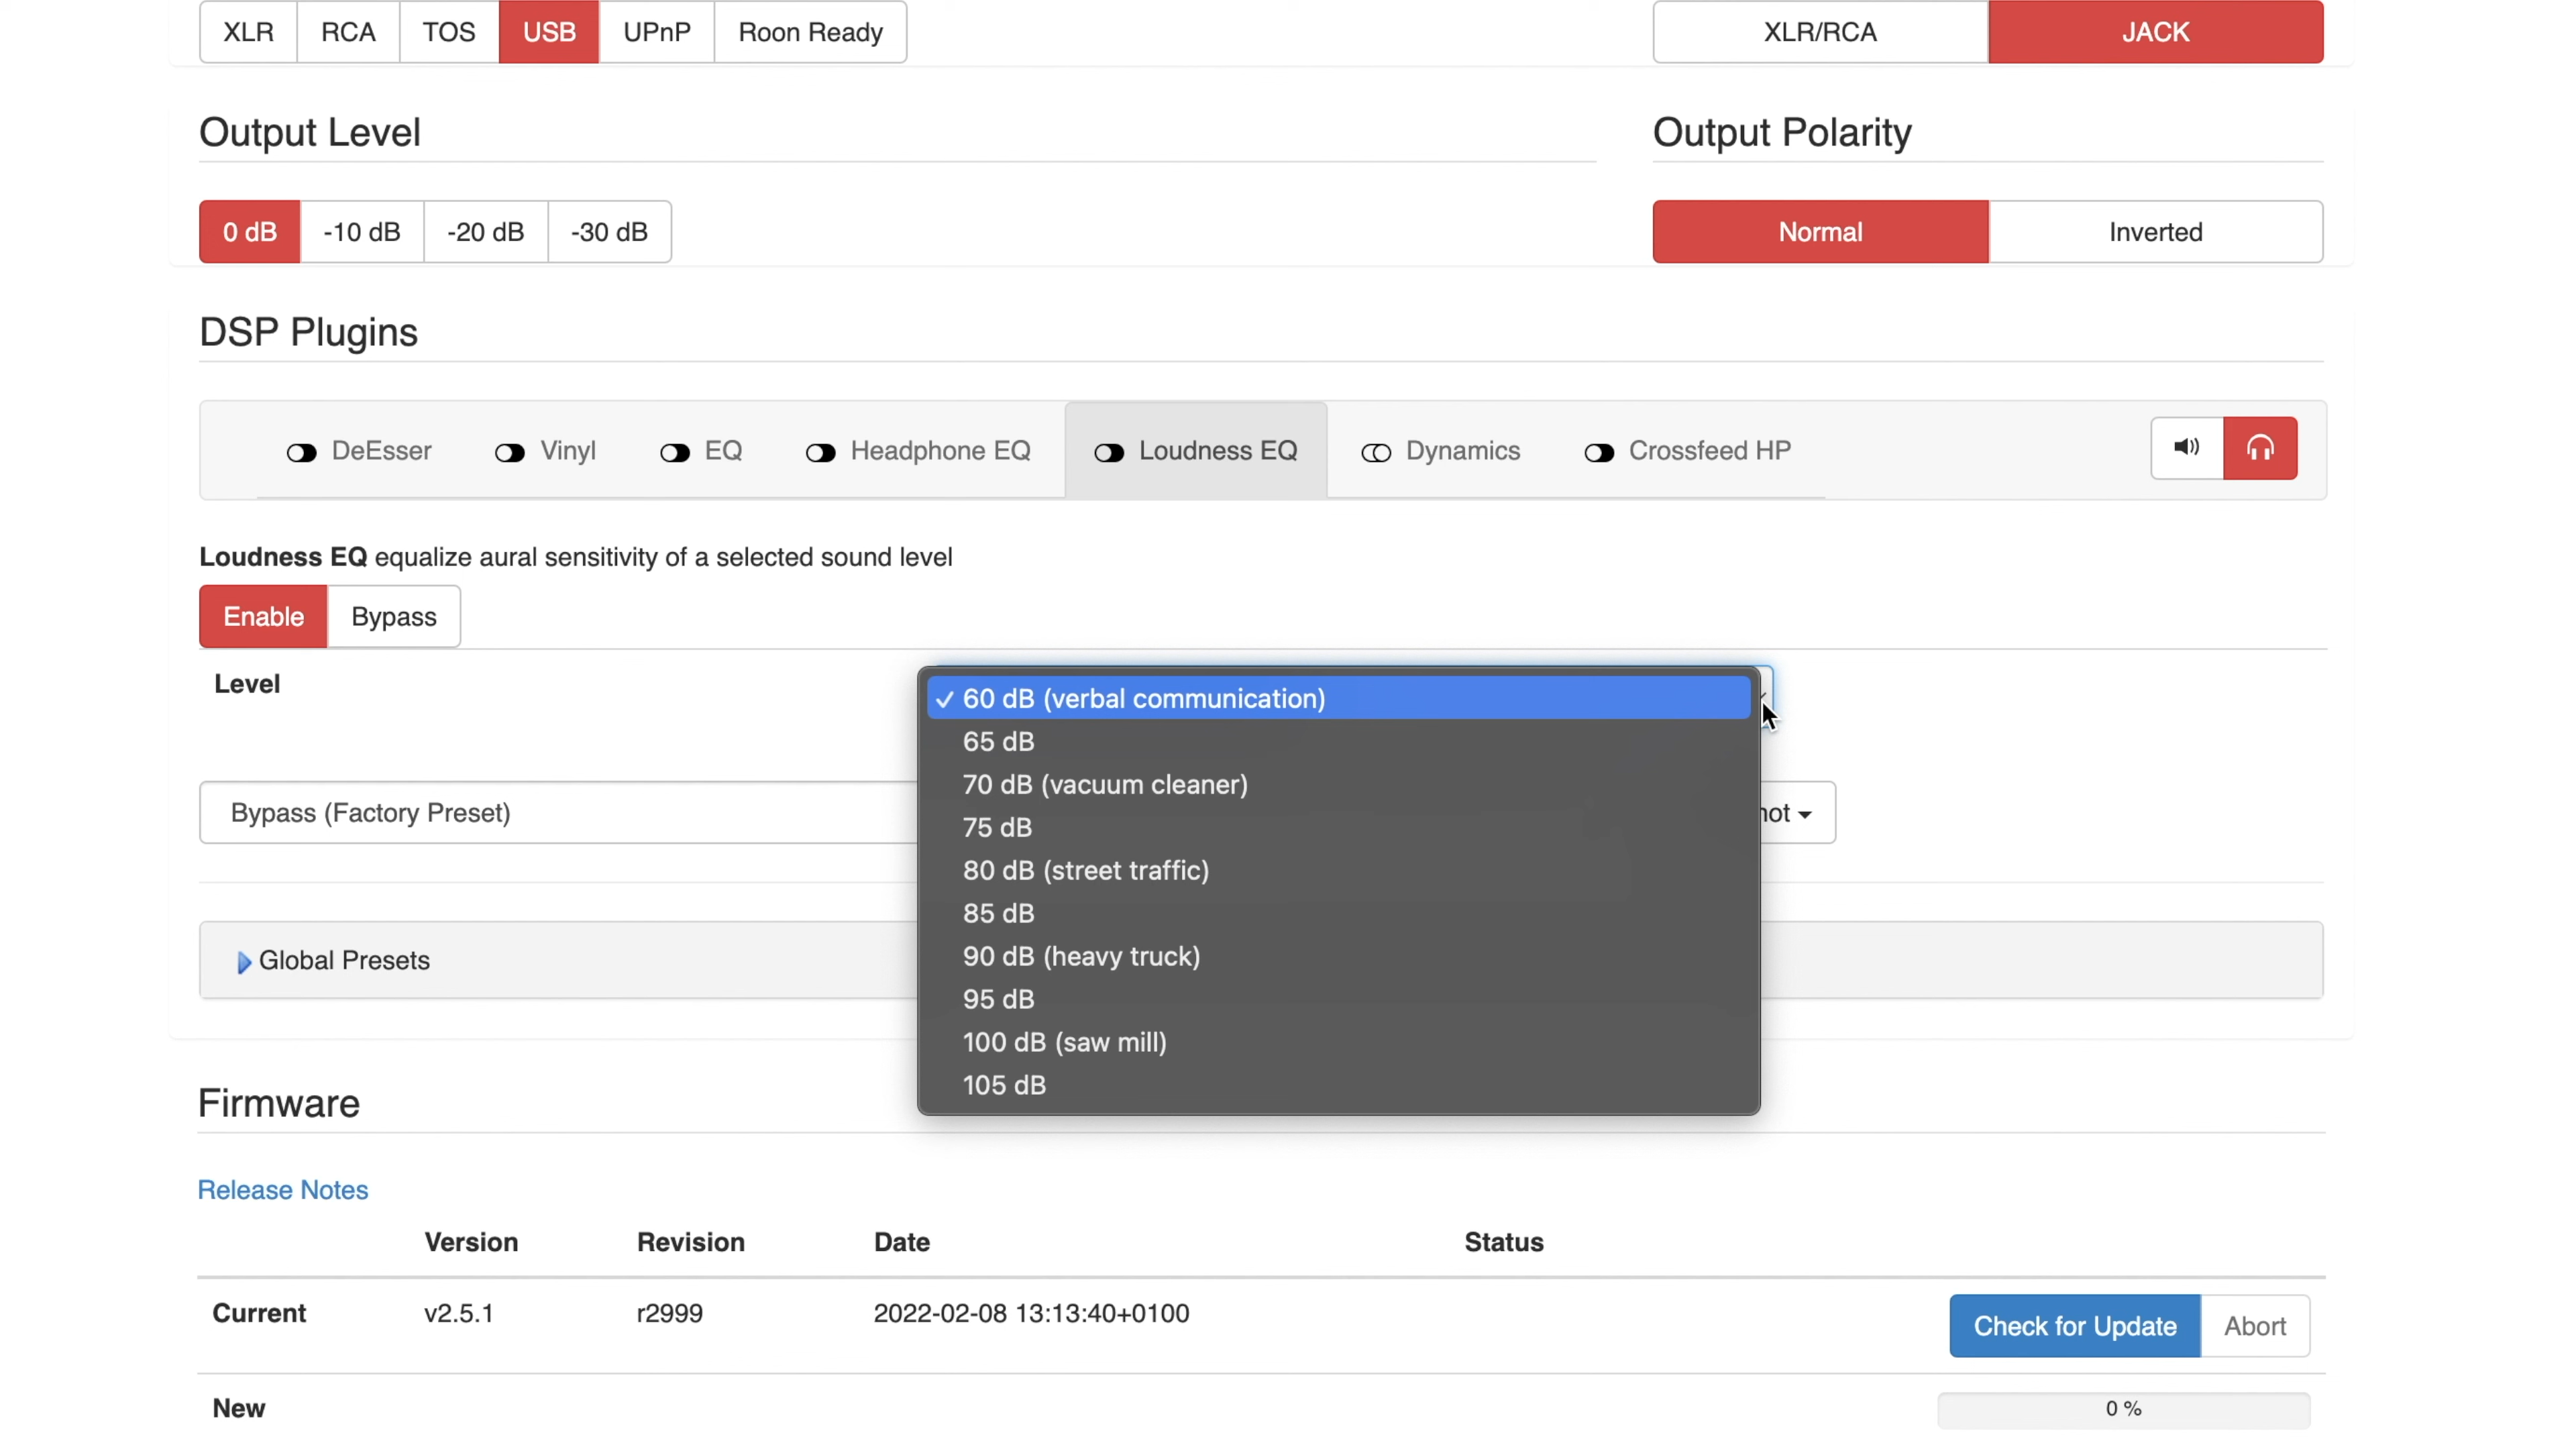 XLR RCA TOS USB UPnP Roon Ready XLR/RCA JACK
Output Level Output Polarity
0 dB -10 dB -20 dB -30 dB Normal Inverted
DSP Plugins
DeEsser Vinyl EQ Headphone EQ Loudness EQ Dynamics Crossfeed HP
Loudness EQ equalize aural sensitivity of a selected sound level
Enable Bypass
Level
60 dB (verbal communication)
65 dB
70 dB (vacuum cleaner)
75 dB
80 dB (street traffic)
85 dB
90 dB (heavy truck)
95 dB
100 dB (saw mill)
105 dB
Bypass (Factory Preset)
Global Presets
Firmware
Release Notes
Version Revision Date Status
Current v2.5.1 r2999 2022-02-08 13:13:40+0100 Check for Update Abort
New 0 %